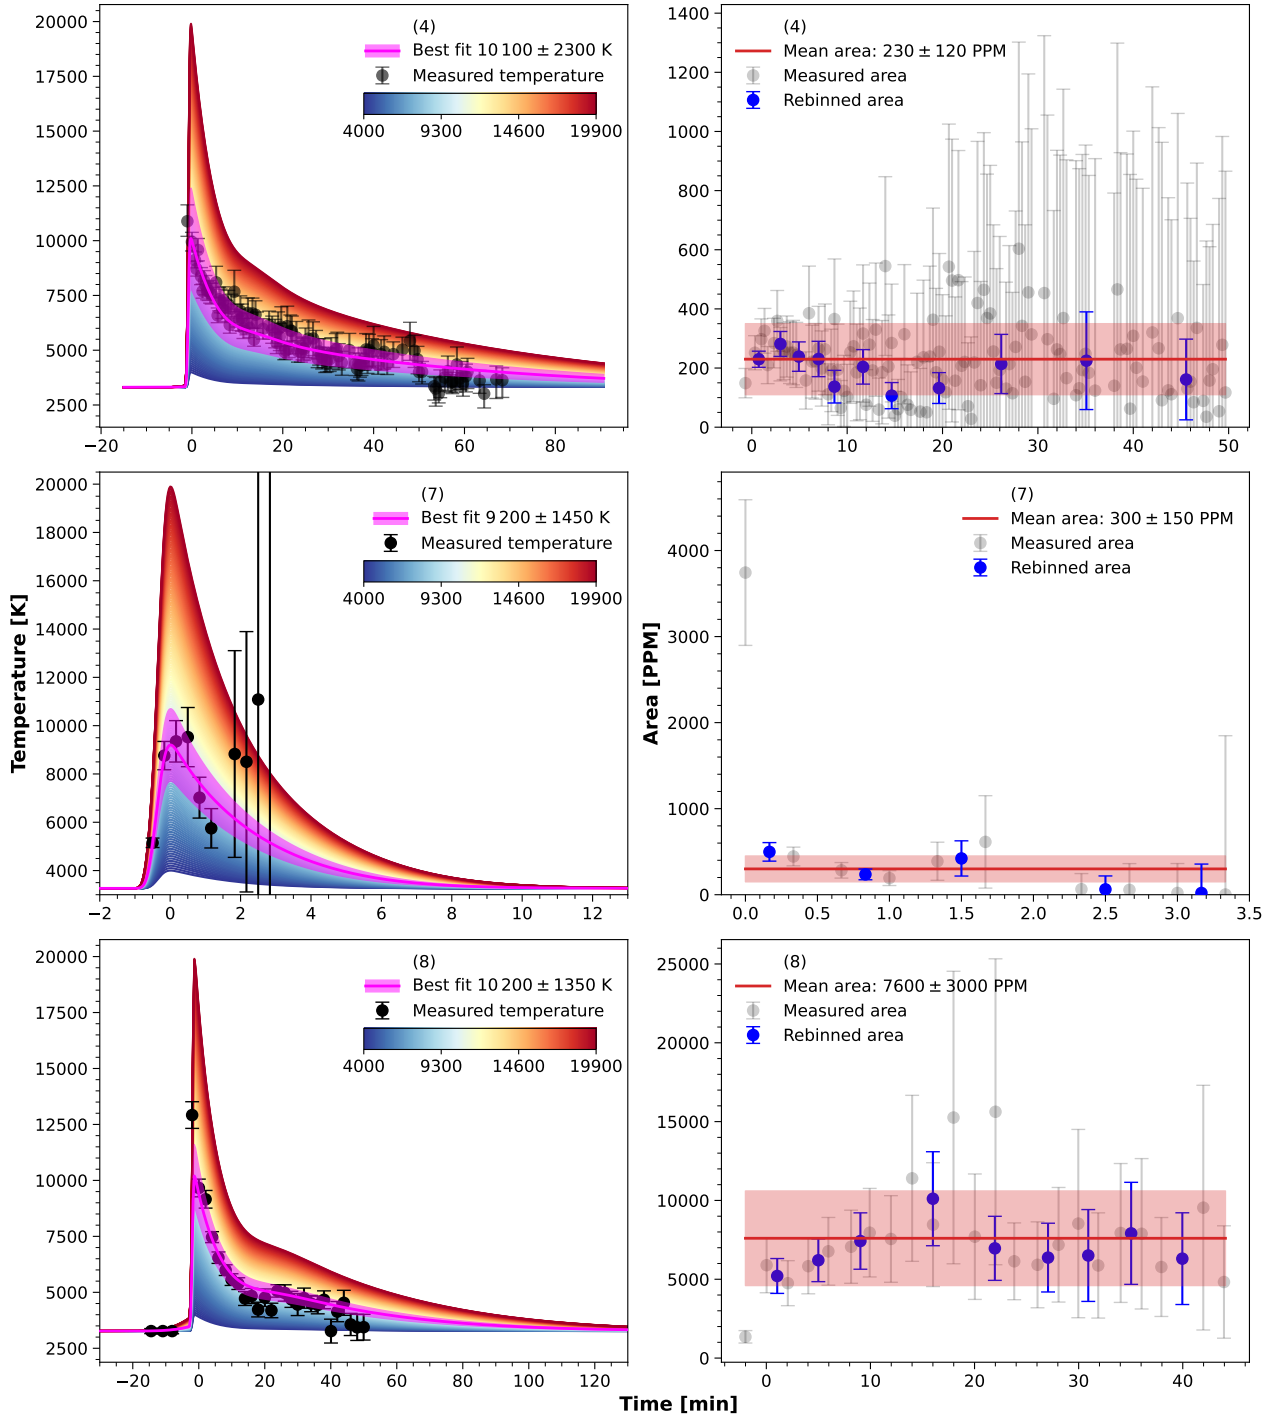 (4)
Best fit 10 100 ± 2300 K
Measured temperature
4000 9300 14600 19900
20000
17500
15000
12500
10000
7500
5000
2500
−20 0 20 40 60 80
(4)
Mean area: 230 ± 120 PPM
Measured area
Rebinned area
1400
1200
1000
800
600
400
200
0
0 10 20 30 40 50
(7)
Best fit 9 200 ± 1450 K
Measured temperature
4000 9300 14600 19900
20000
18000
16000
14000
12000
10000
8000
6000
4000
−2 0 2 4 6 8 10 12
Temperature [K]
(7)
Mean area: 300 ± 150 PPM
Measured area
Rebinned area
4000
3000
2000
1000
0
0.0 0.5 1.0 1.5 2.0 2.5 3.0 3.5
Area [PPM]
(8)
Best fit 10 200 ± 1350 K
Measured temperature
4000 9300 14600 19900
20000
17500
15000
12500
10000
7500
5000
2500
−20 0 20 40 60 80 100 120
(8)
Mean area: 7600 ± 3000 PPM
Measured area
Rebinned area
25000
20000
15000
10000
5000
0
0 10 20 30 40
Time [min]